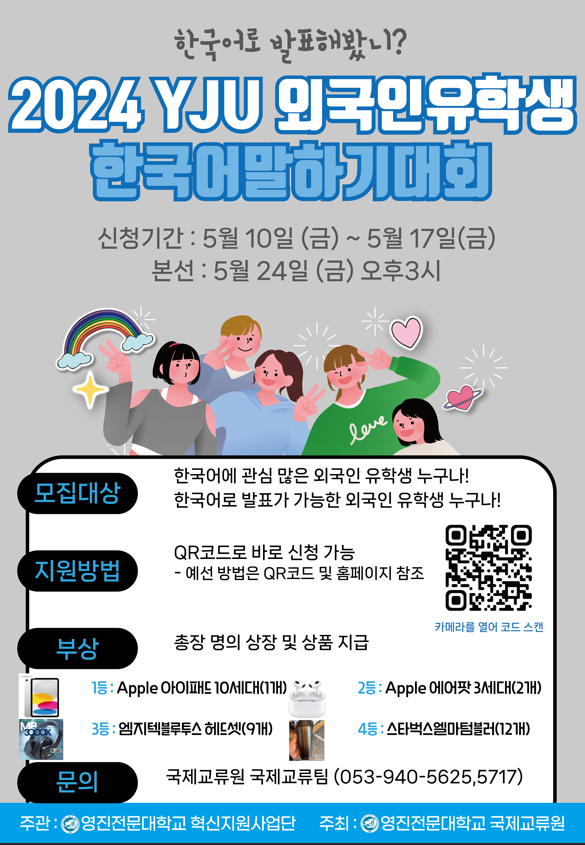 한국어로 발표해봤니?
2024 YJU 외국인유학생
한국어말하기대회
신청기간 : 5월 10일 (금) ~ 5월 17일(금)
본선 : 5월 24일 (금) 오후3시
love
모집대상
한국어에 관심 많은 외국인 유학생 누구나!
한국어로 발표가 가능한 외국인 유학생 누구나!
지원방법
QR코드로 바로 신청 가능
- 예선 방법은 QR코드 및 홈페이지 참조
카메라를 열어 코드 스캔
부상
총장 명의 상장 및 상품 지급
1등 : Apple 아이패드 10세대(1개)
2등 : Apple 에어팟 3세대(2개)
3등 : 엠지텍블루투스 헤드셋(9개)
4등 : 스타벅스엘마텀블러(12개)
문의
국제교류원 국제교류팀 (053-940-5625,5717)
주관 : 영진전문대학교 혁신지원사업단
주최 : 영진전문대학교 국제교류원